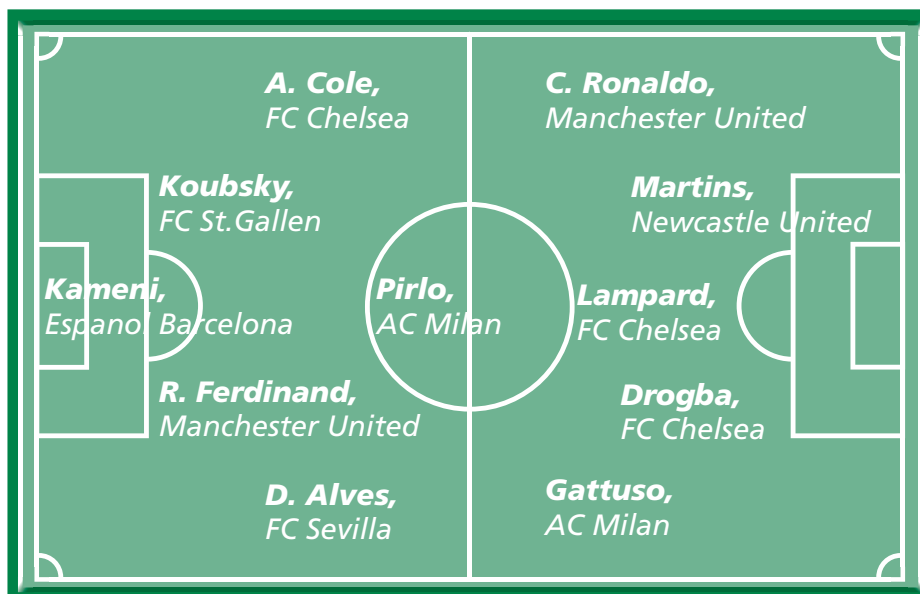 A. Cole,
FC Chelsea
C. Ronaldo,
Manchester United
Koubsky,
FC St.Gallen
Martins,
Newcastle United
Kameni,
Espanol Barcelona
Pirlo,
AC Milan
Lampard,
FC Chelsea
R. Ferdinand,
Manchester United
Drogba,
FC Chelsea
D. Alves,
FC Sevilla
Gattuso,
AC Milan